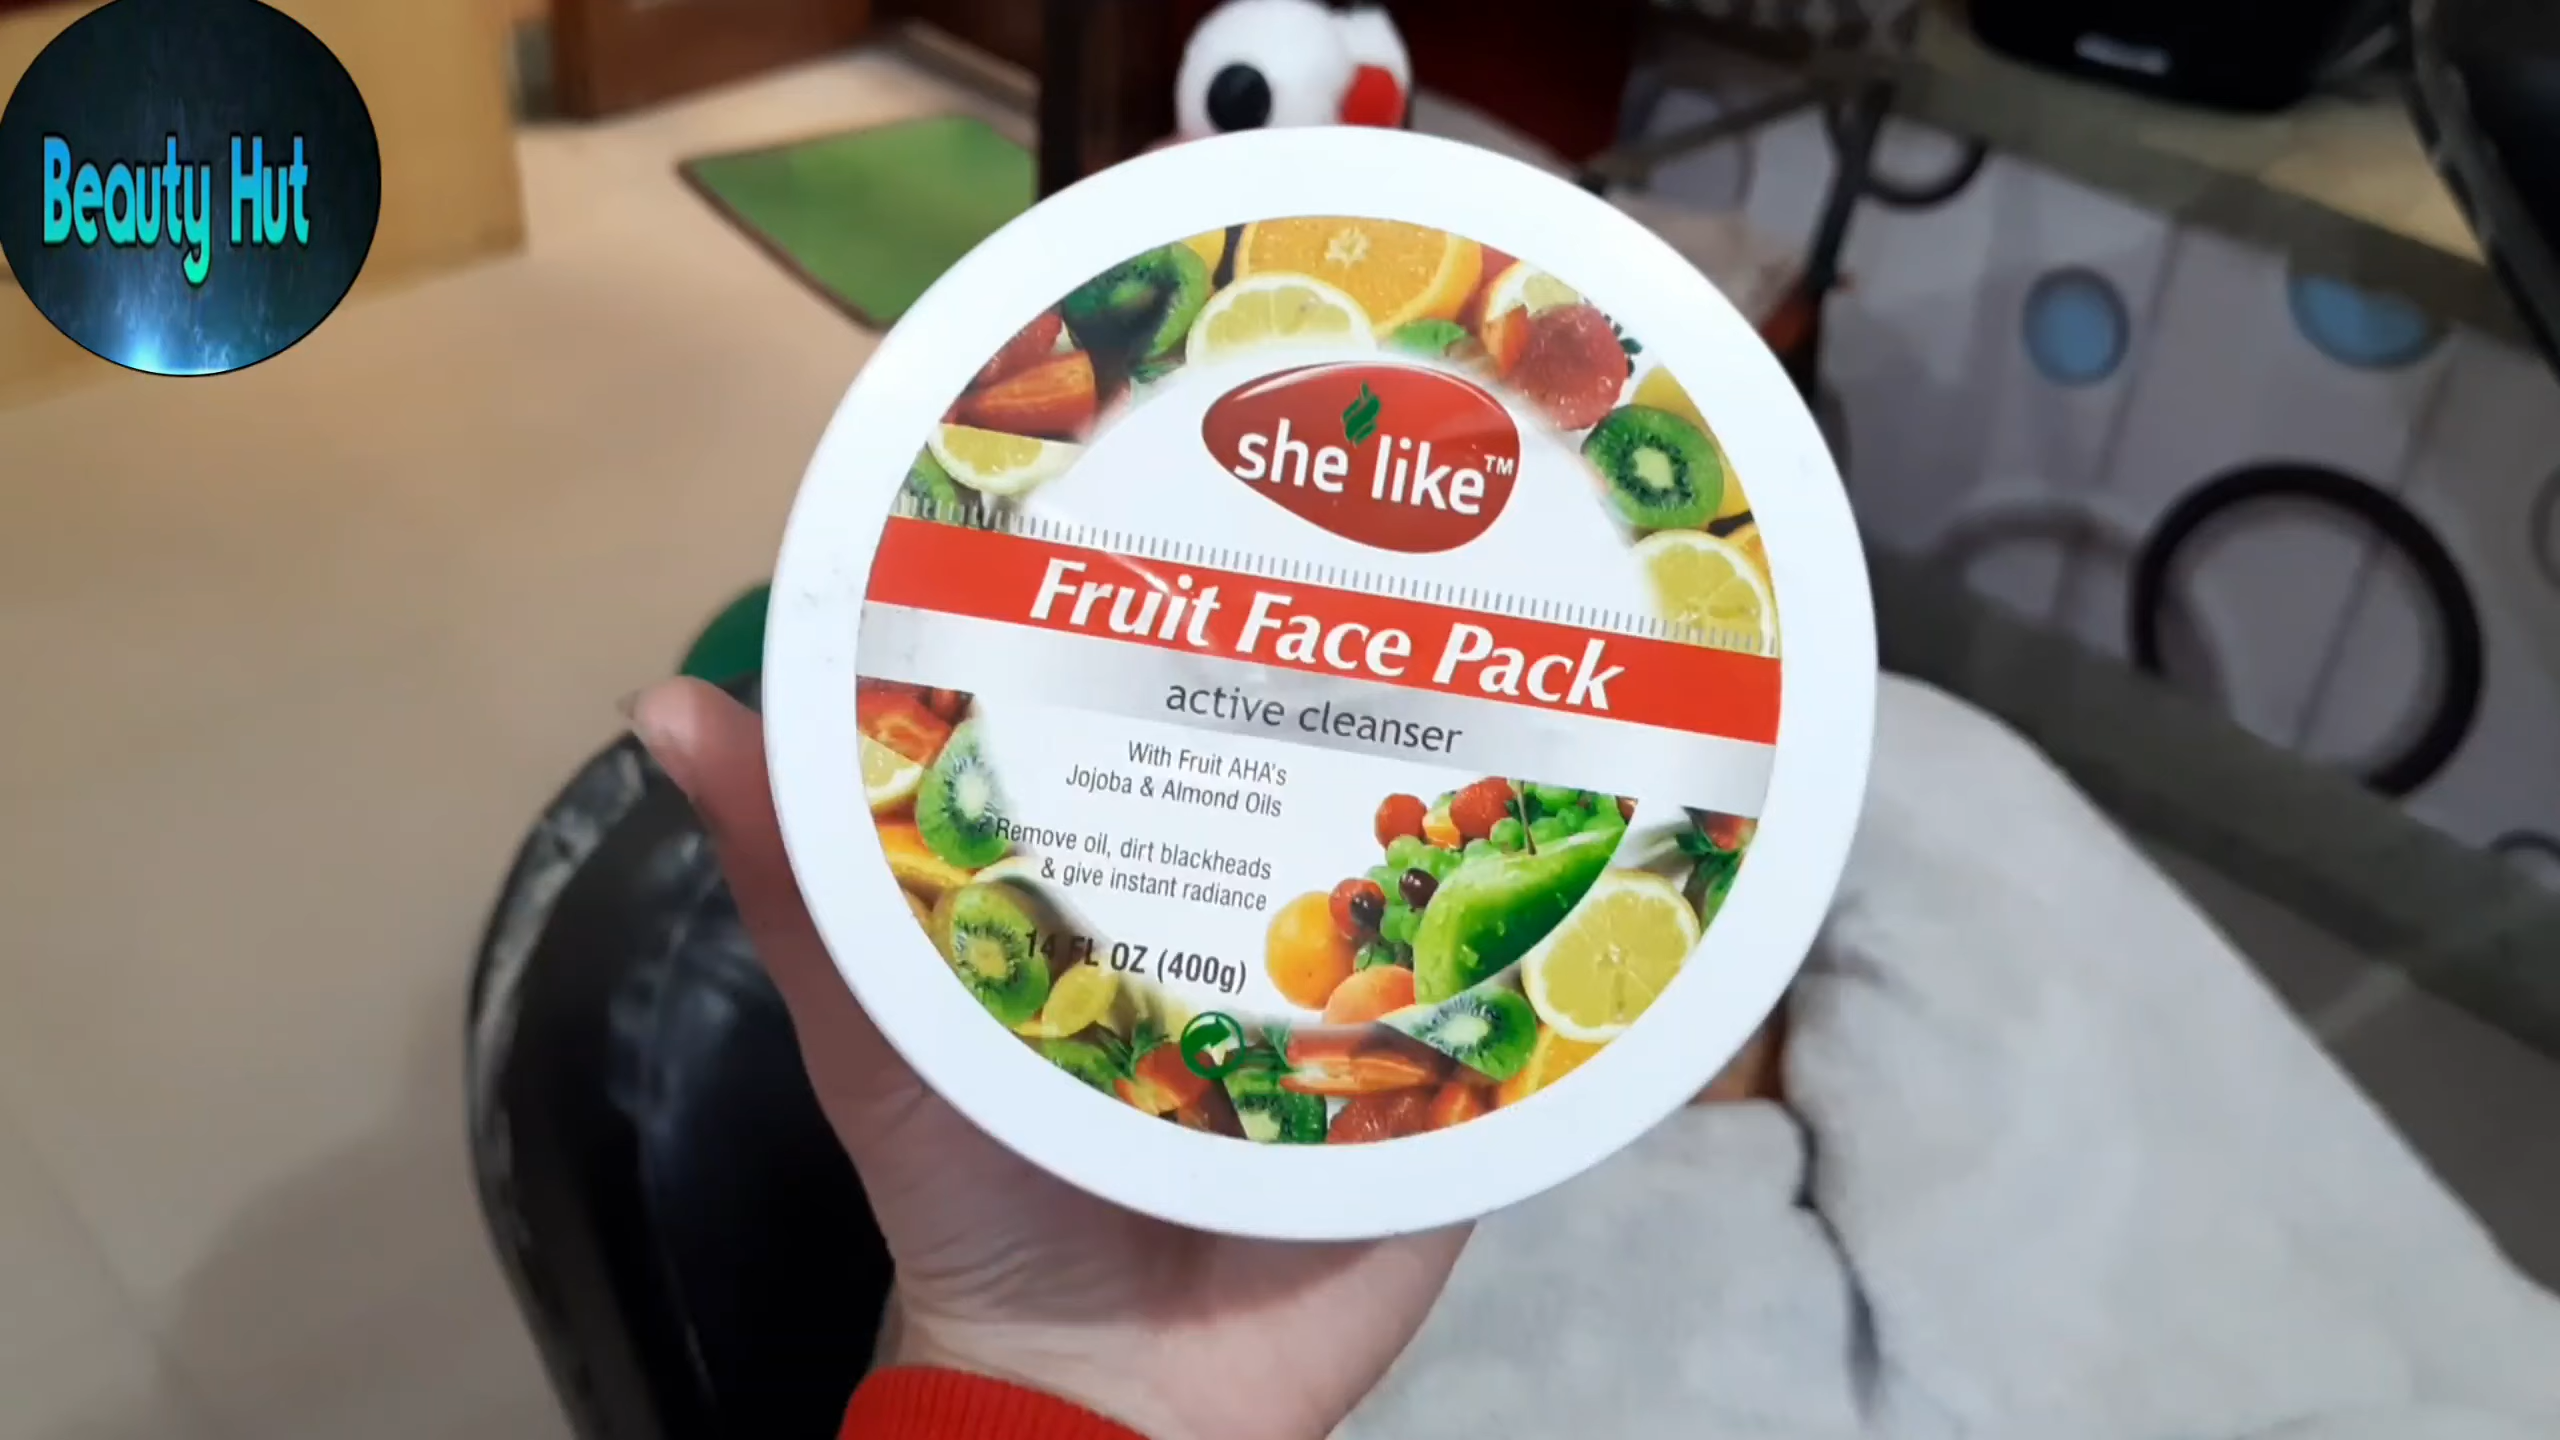 Beauty Hut
she like™
Fruit Face Pack
active cleanser
With Fruit AHA's
Jojoba & Almond Oils
Remove oil, dirt blackheads
& give instant radiance
14 FL OZ (400g)